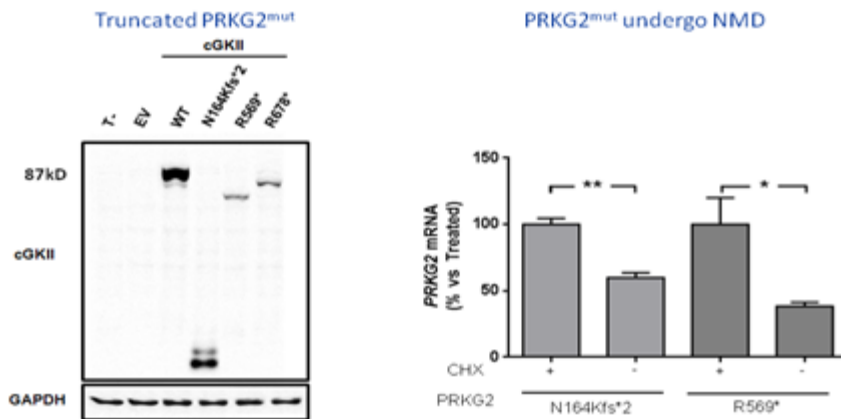 Truncated PRKG2mut
cGKII
T- EV WT N164Kfs*2 R569* R678*
87kD
cGKII
GAPDH
PRKG2mut undergo NMD
PRKG2 mRNA
(% vs Treated)
150
100
50
0
** *
CHX + - + -
PRKG2 N164Kfs*2 R569*